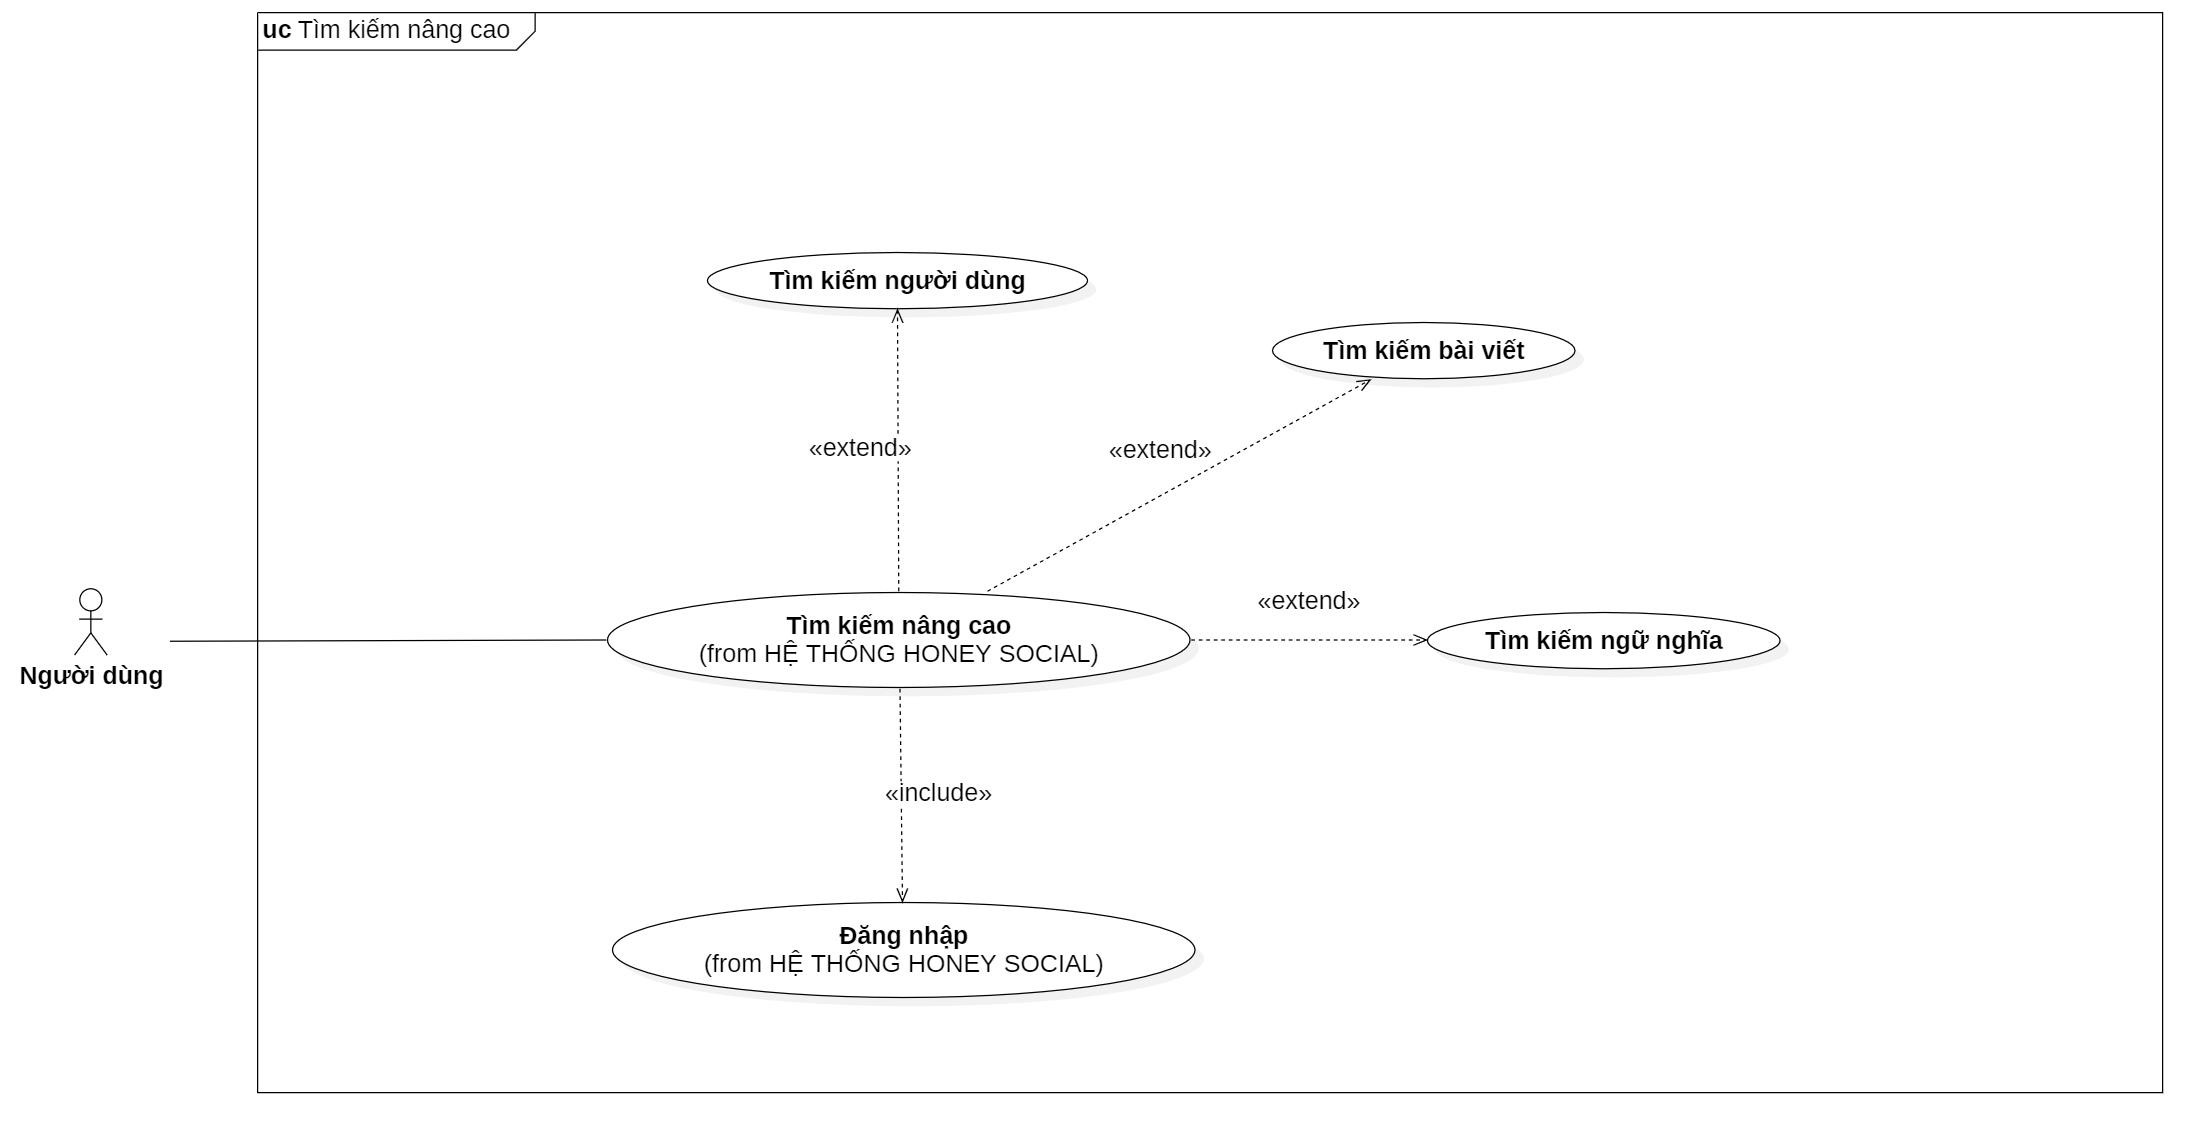 uc Tìm kiếm nâng cao
Tìm kiếm người dùng
Tìm kiếm bài viết
«extend»
«extend»
«extend»
Tìm kiếm nâng cao
(from HỆ THỐNG HONEY SOCIAL)
Tìm kiếm ngữ nghĩa
Người dùng
«include»
Đăng nhập
(from HỆ THỐNG HONEY SOCIAL)